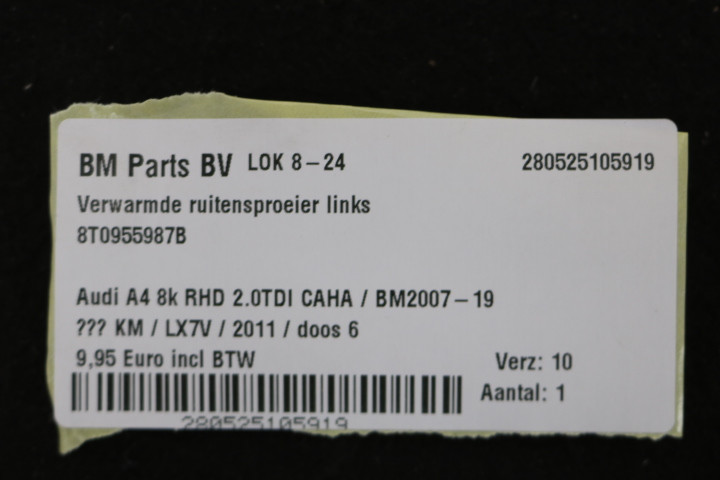 BM Parts BV LOK 8-24 280525105919
Verwarmde ruitensproeier links
8T0955987B
Audi A4 8k RHD 2.0TDI CAHA / BM2007-19
??? KM / LX7V / 2011 / doos 6
9,95 Euro incl BTW Verz: 10
Aantal: 1
280525105919